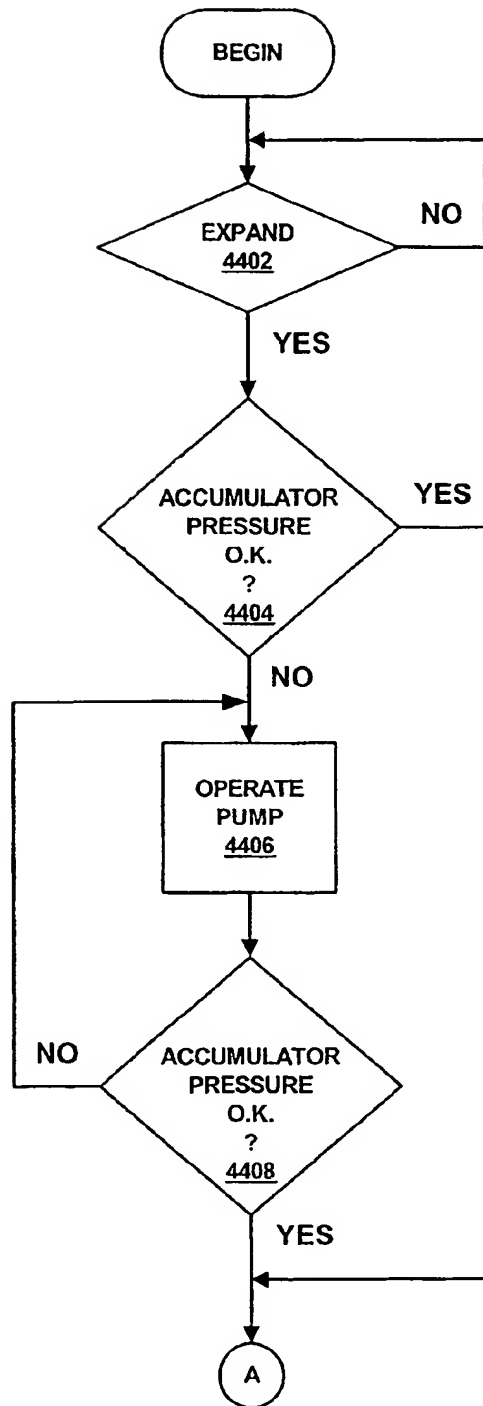 BEGIN
NO
EXPAND
4402
YES
ACCUMULATOR
PRESSURE
O.K.
?
4404
YES
NO
OPERATE
PUMP
4406
NO
ACCUMULATOR
PRESSURE
O.K.
?
4408
YES
A